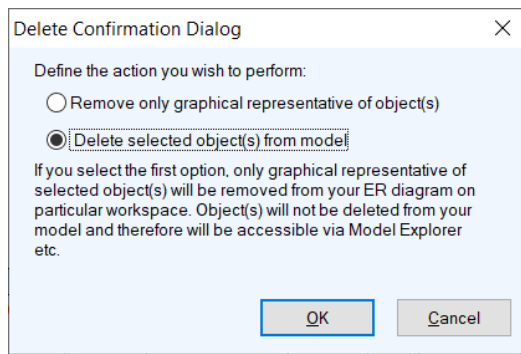 Delete Confirmation Dialog
Define the action you wish to perform:
Remove only graphical representative of object(s)
Delete selected object(s) from model
If you select the first option, only graphical representative of
selected object(s) will be removed from your ER diagram on
particular workspace. Object(s) will not be deleted from your
model and therefore will be accessible via Model Explorer
etc.
OK
Cancel